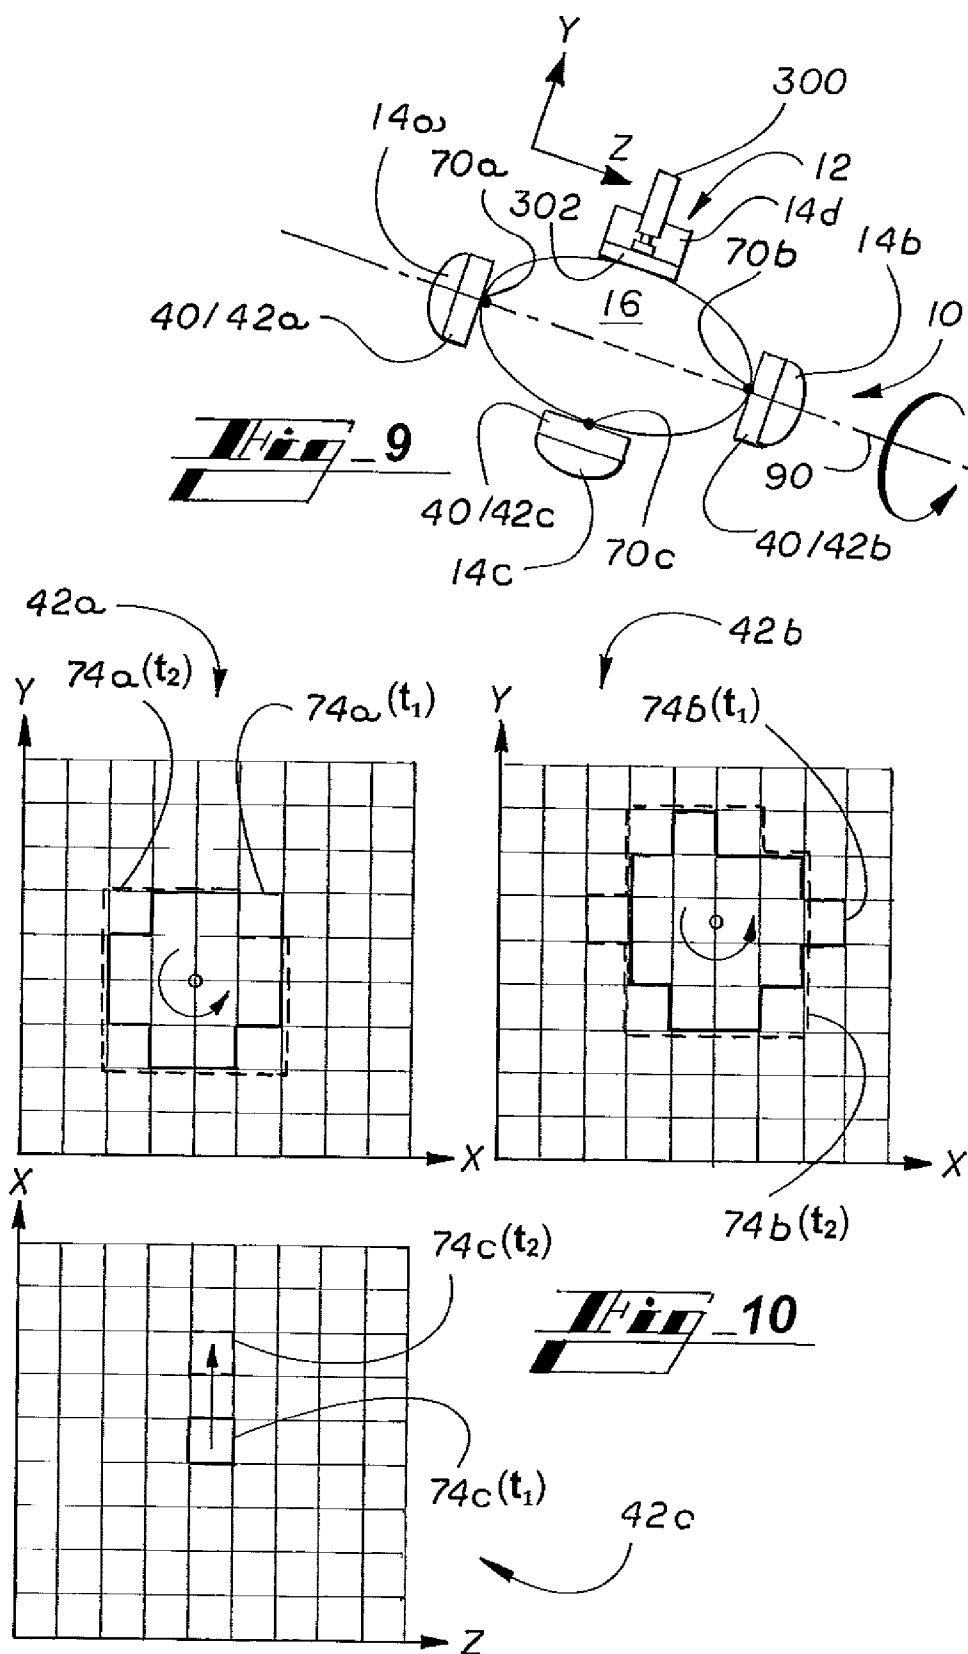 Y
300
14a
Z
12
70a
302
14d
70b
14b
16
40/42a
10
Fig_9
90
40/42c
40/42b
14c
70c
42a
42b
74a(t₂)
Y
74a(t₁)
Y
74b(t₁)
X
X
74b(t₂)
X
74c(t₂)
Fig_10
74c(t₁)
42c
Z